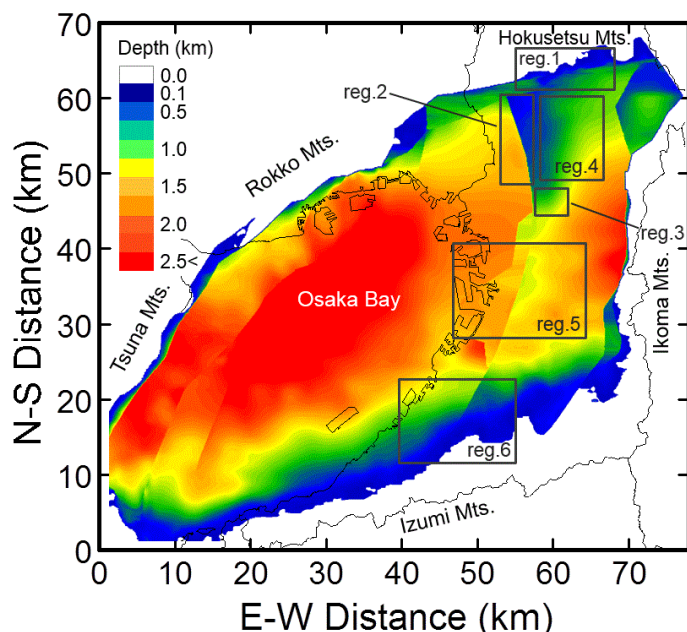 70
60
50
40
30
20
10
0
N-S Distance (km)
Depth (km)
0.0
0.1
0.5
1.0
1.5
2.0
2.5<
Hokusetsu Mts.
reg.1
reg.2
reg.4
reg.3
Rokko Mts.
Tsuna Mts.
Osaka Bay
Ikoma Mts.
reg.5
reg.6
Izumi Mts.
0 10 20 30 40 50 60 70
E-W Distance (km)